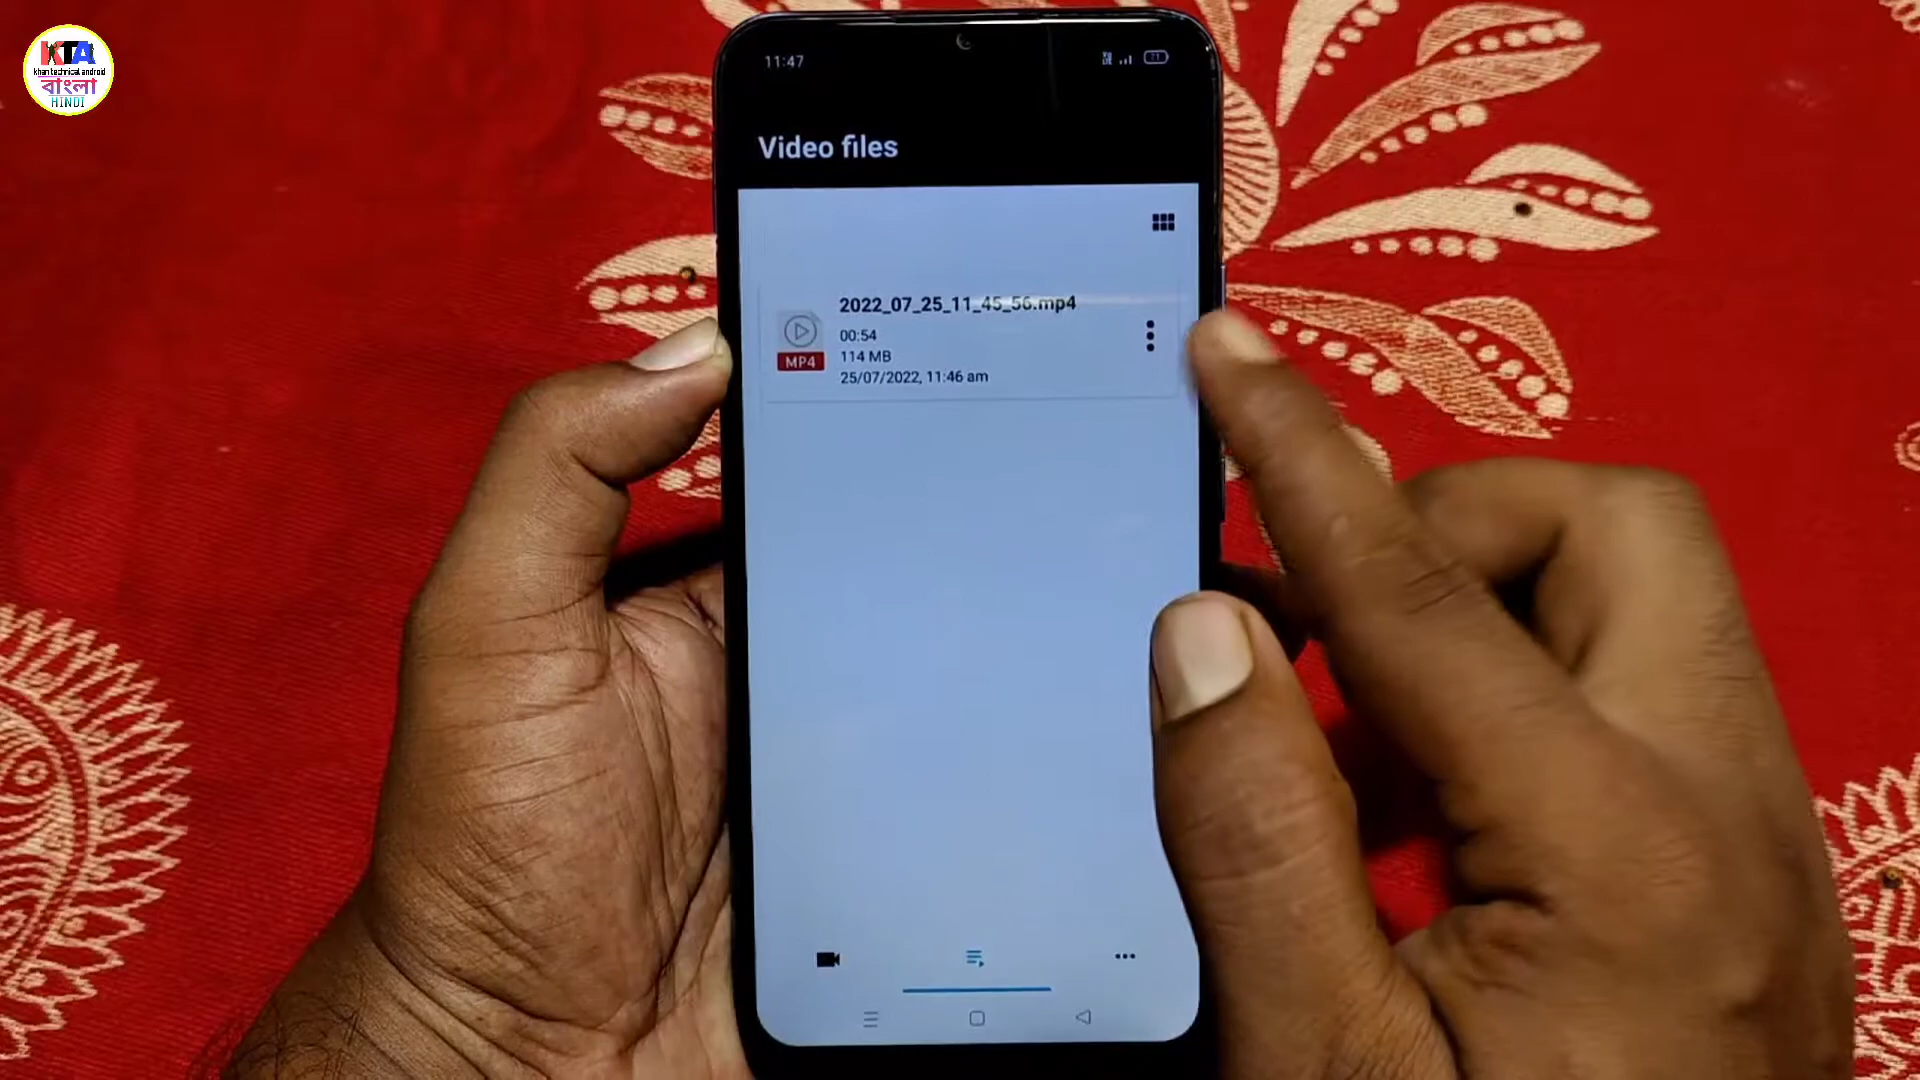 KTA
khan technical android
বাংলা
HINDI
11:47
71
Video files
2022_07_25_11_45_56.mp4
00:54
MP4
114 MB
25/07/2022, 11:46 am